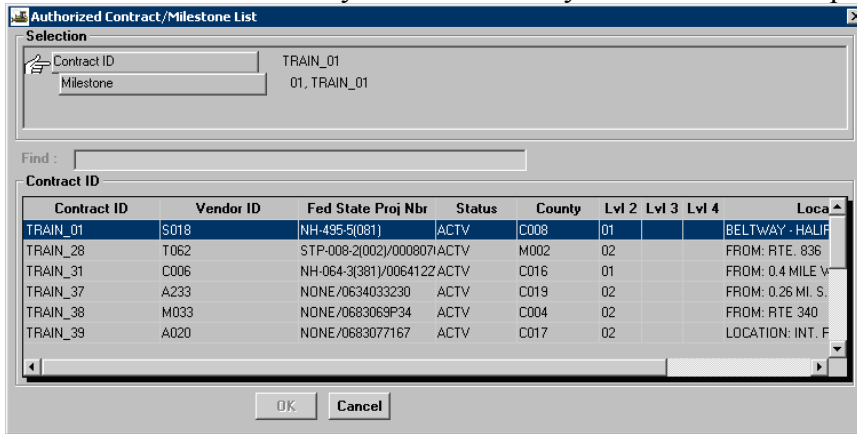 Authorized Contract/Milestone List
Selection
Contract ID TRAIN_01
Milestone 01, TRAIN_01
Find :
Contract ID
Contract ID Vendor ID Fed State Proj Nbr Status County Lvl 2 Lvl 3 Lvl 4 Loca
TRAIN_01 S018 NH-495-5(081) ACTV C008 01 BELTWAY - HALIF
TRAIN_28 T062 STP-008-2(002)/000807( ACTV M002 02 FROM: RTE. 836
TRAIN_31 C006 NH-064-3(381)/0064122 ACTV C016 01 FROM: 0.4 MILE
TRAIN_37 A233 NONE/0634033230 ACTV C019 02 FROM: 0.26 MI. S.
TRAIN_38 M033 NONE/0683069P34 ACTV C004 02 FROM: RTE 340
TRAIN_39 A020 NONE/0683077167 ACTV C017 02 LOCATION: INT. F
OK Cancel